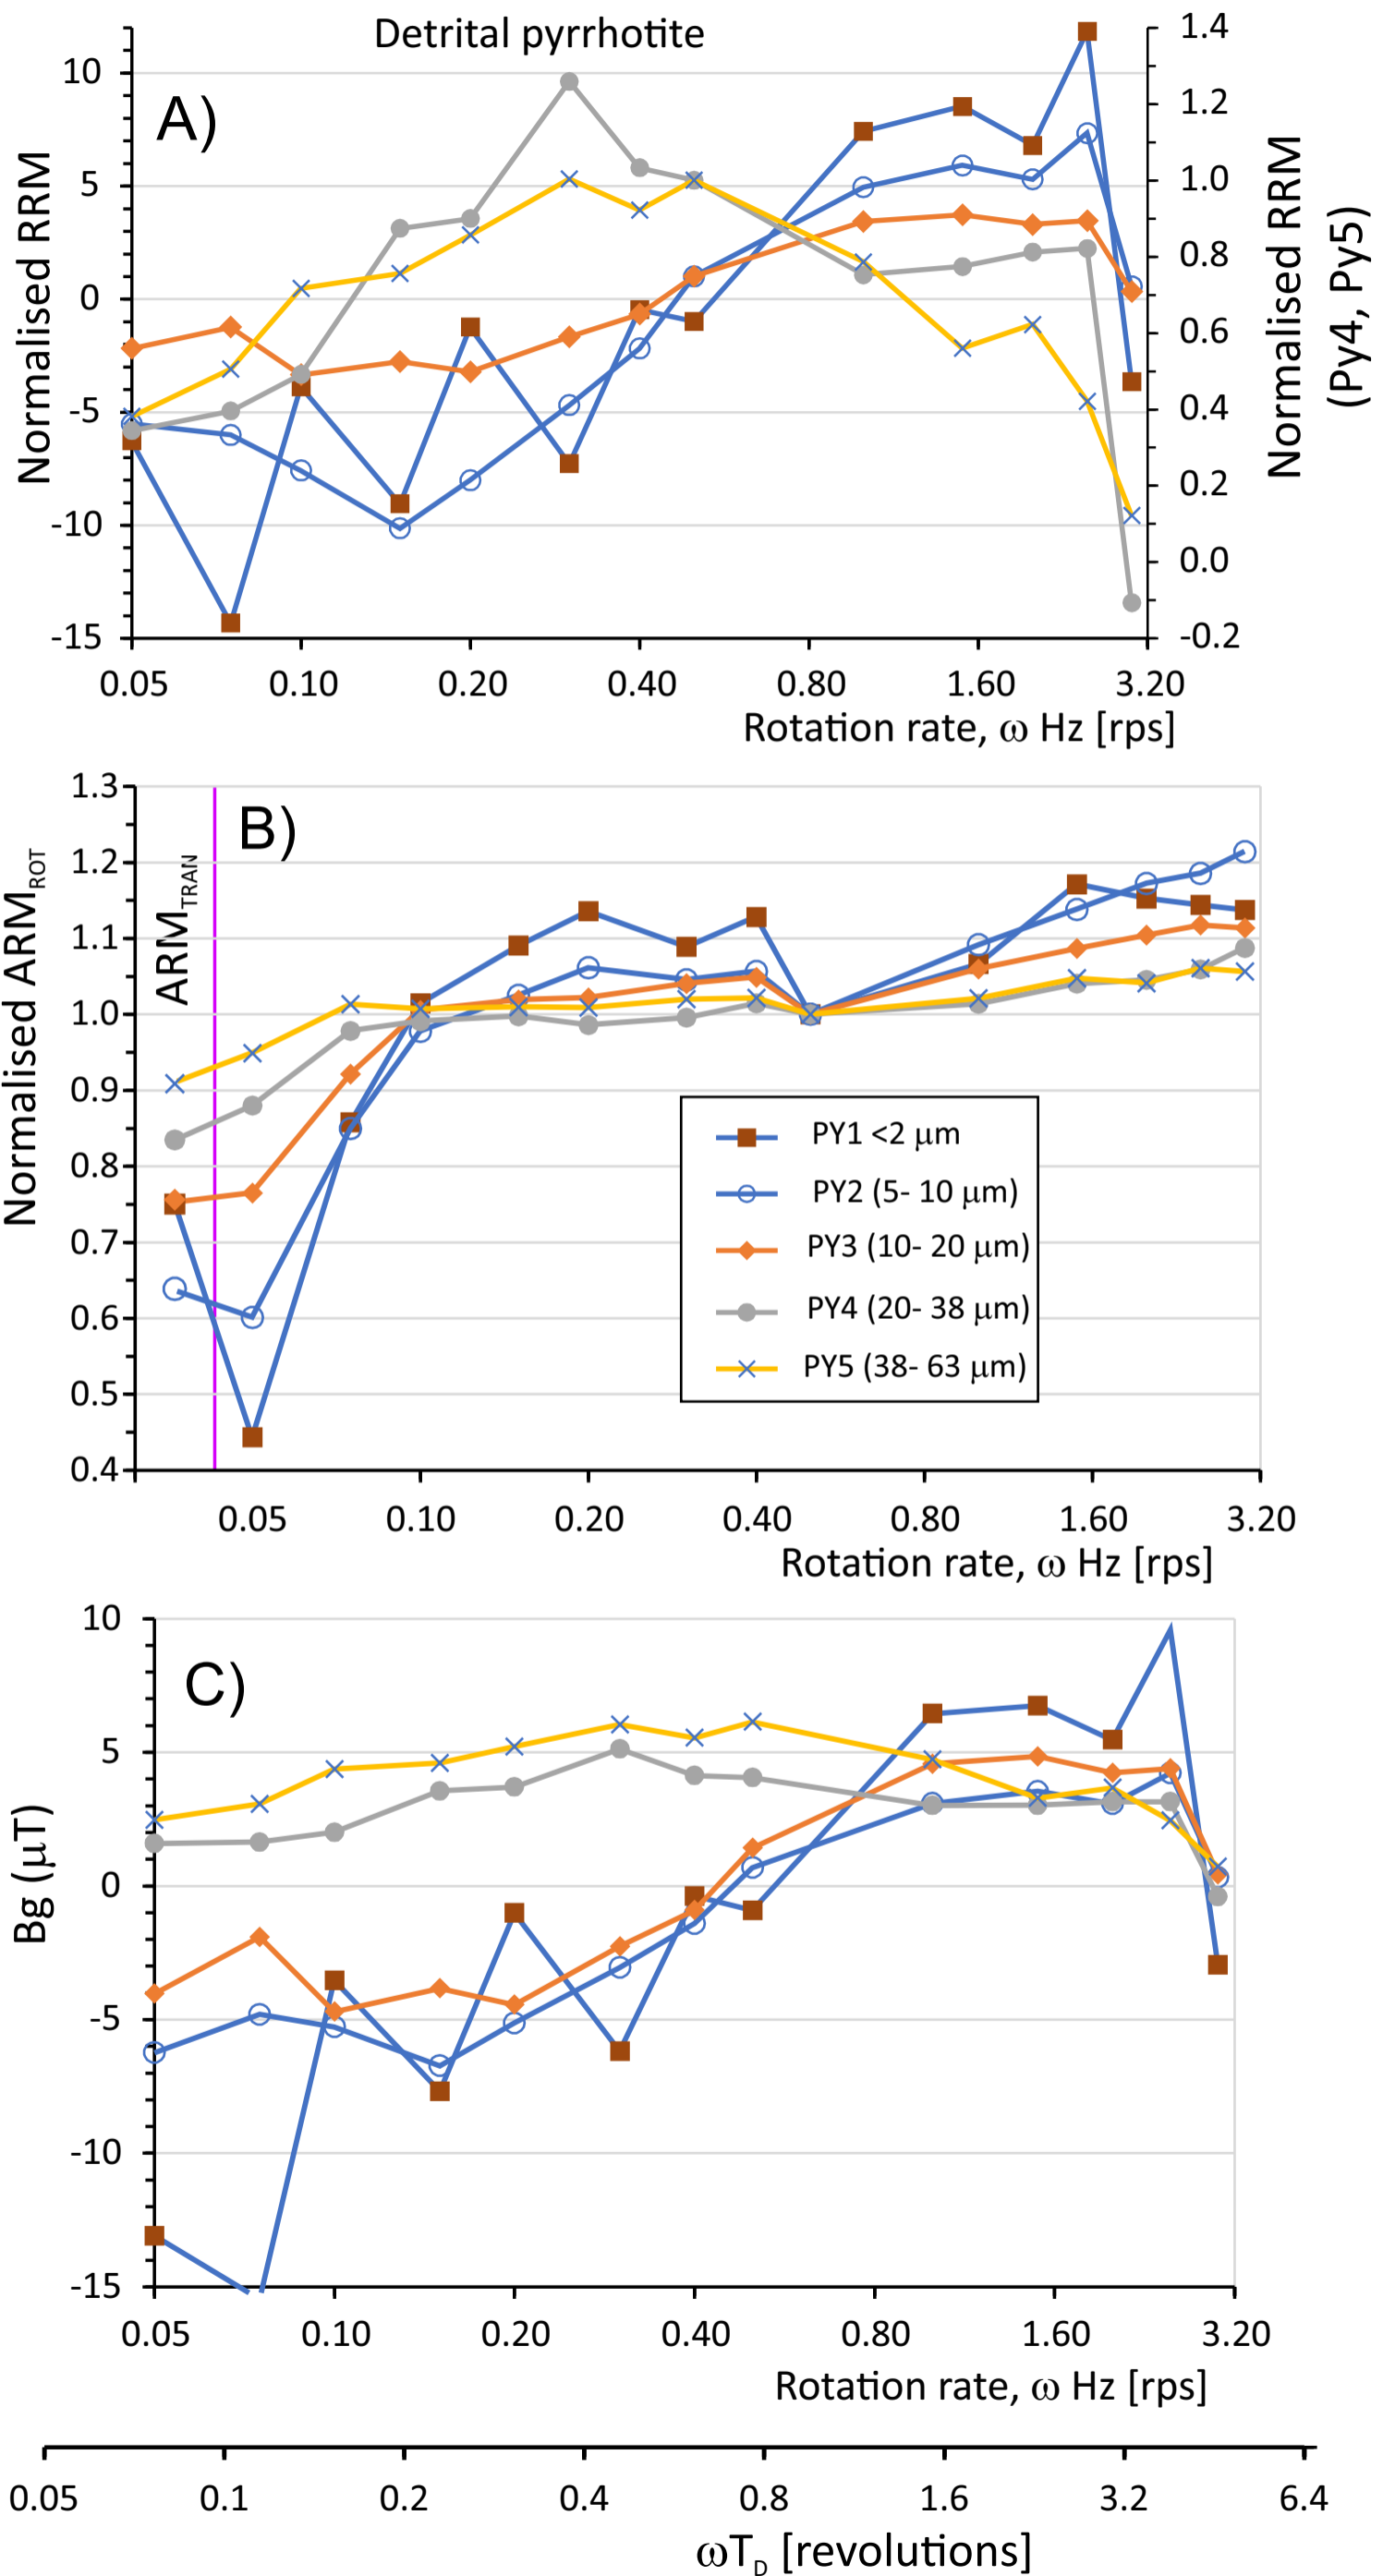 Detrital pyrrhotite
A)
Normalised RRM
10
5
0
-5
-10
-15
1.4
1.2
1.0
0.8
0.6
0.4
0.2
0.0
-0.2
Normalised RRM
(Py4, Py5)
0.05 0.10 0.20 0.40 0.80 1.60 3.20
Rotation rate, ω Hz [rps]
B)
Normalised ARM_ROT
ARM_TRAN
1.3
1.2
1.1
1.0
0.9
0.8
0.7
0.6
0.5
0.4
PY1 <2 μm
PY2 (5- 10 μm)
PY3 (10- 20 μm)
PY4 (20- 38 μm)
PY5 (38- 63 μm)
0.05 0.10 0.20 0.40 0.80 1.60 3.20
Rotation rate, ω Hz [rps]
C)
Bg (μT)
10
5
0
-5
-10
-15
0.05 0.10 0.20 0.40 0.80 1.60 3.20
Rotation rate, ω Hz [rps]
0.05 0.1 0.2 0.4 0.8 1.6 3.2 6.4
ωT_D [revolutions]